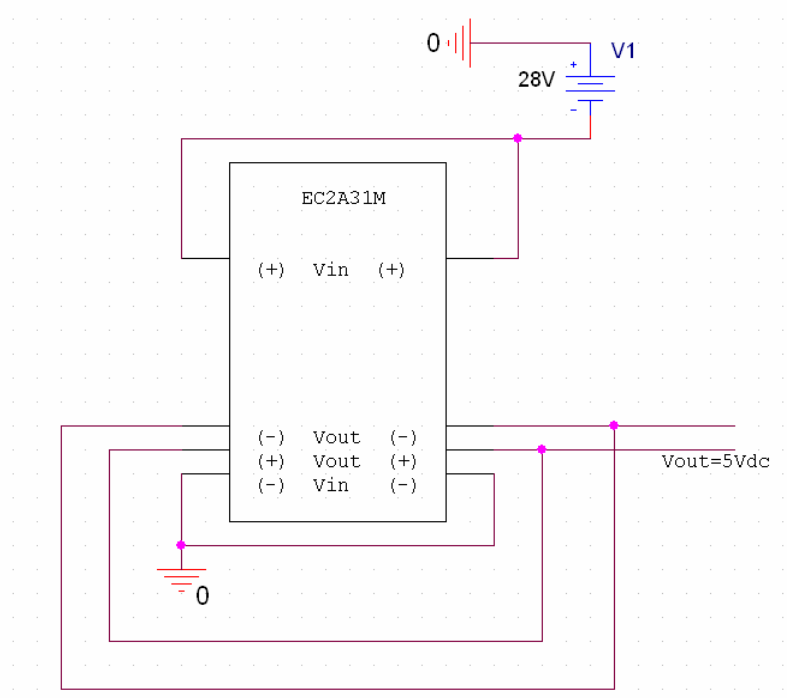 0
V1
+
28V
-
EC2A31M
(+) Vin (+)
(-) Vout (-)
(+) Vout (+)
Vout=5Vdc
(-) Vin (-)
0